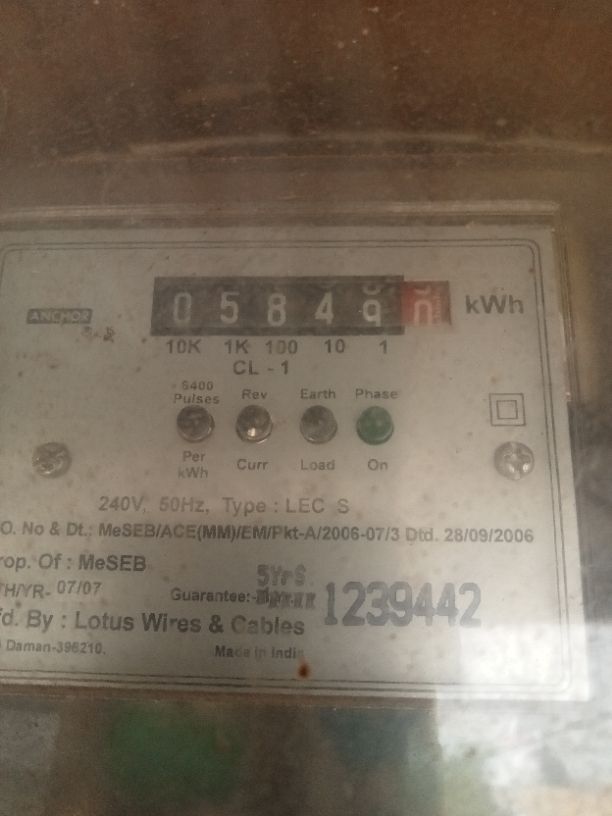 0 5 8 4 9 0 kWh
ANCHOR
10K 1K 100 10 1
CL - 1
6400 Pulses Rev Earth Phase
Per kWh Curr Load On
240V, 50Hz, Type : LEC S
O. No & Dt.: MeSEB/ACE(MM)/EM/Pkt-A/2006-07/3 Dtd. 28/09/2006
rop. Of : MeSEB
TH/YR- 07/07
5Yrs.
Guarantee:-
1239442
fd. By : Lotus Wires & Cables
Daman-396210.
Made in India